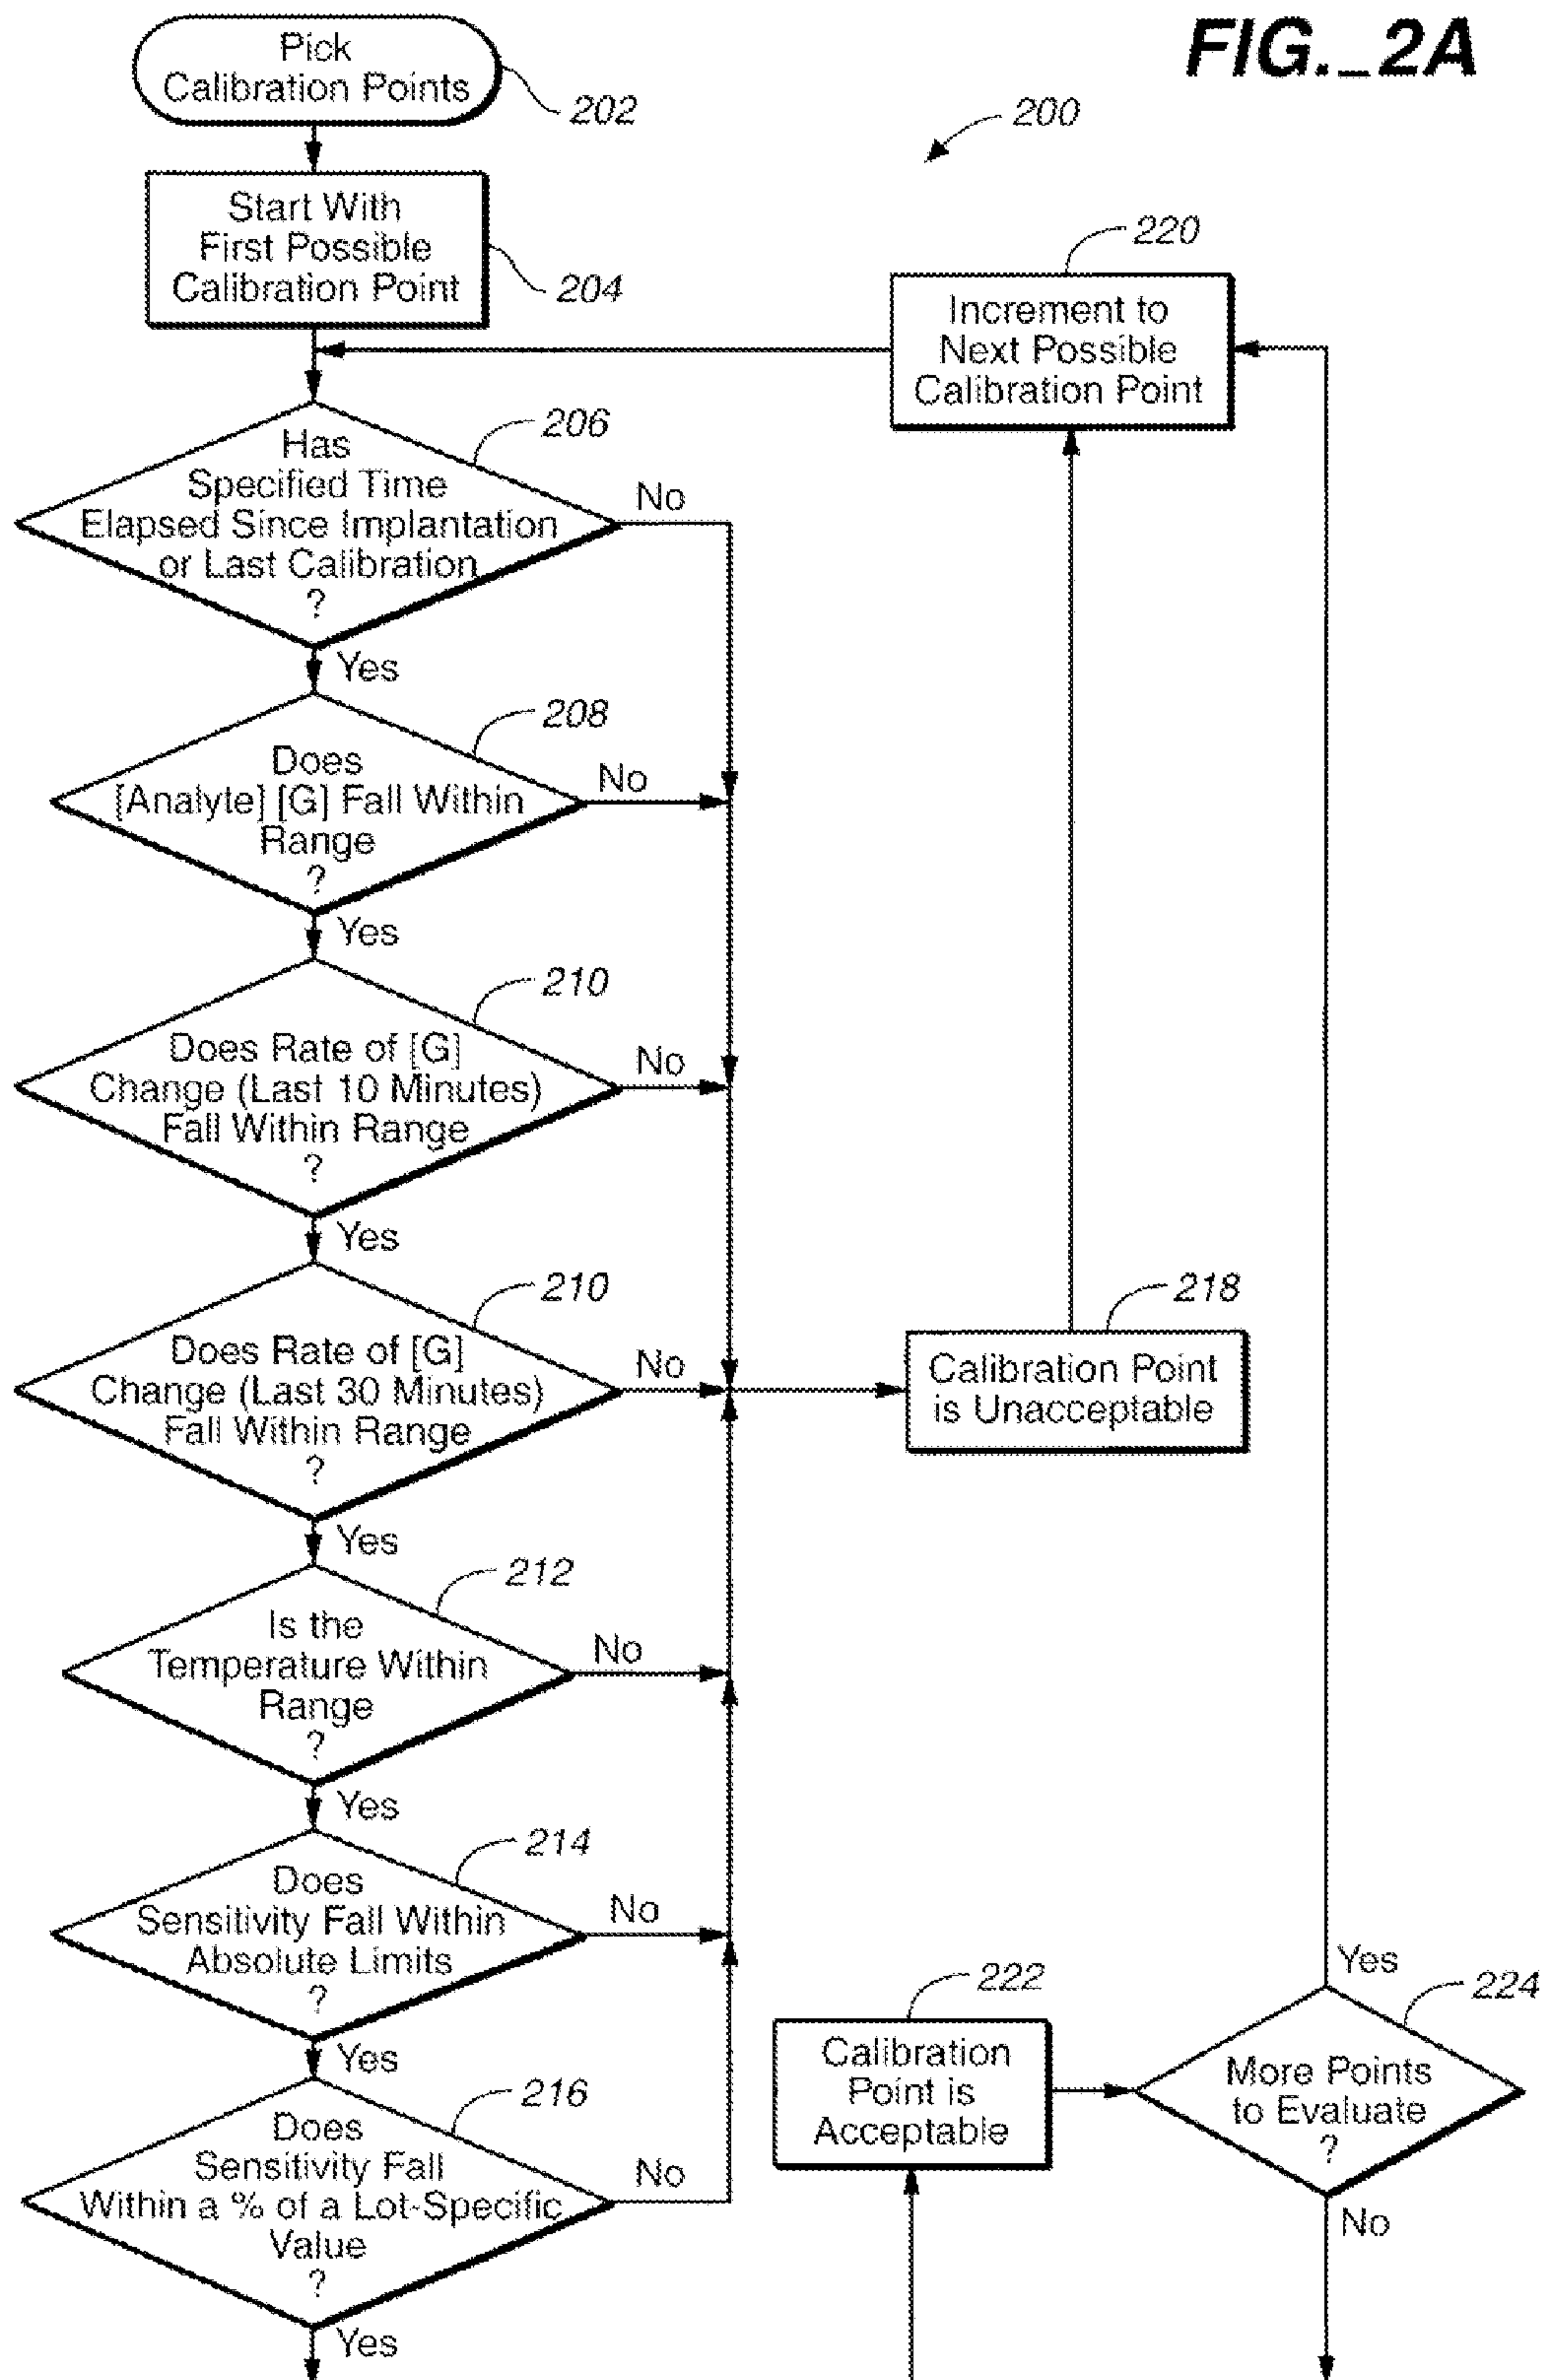 FIG._2A
Pick
Calibration Points
202
200
Start With
First Possible
Calibration Point
204
220
Increment to
Next Possible
Calibration Point
206
Has
Specified Time
Elapsed Since Implantation
or Last Calibration
?
No
Yes
208
Does
[Analyte] [G] Fall Within
Range
?
No
Yes
210
Does Rate of [G]
Change (Last 10 Minutes)
Fall Within Range
?
No
Yes
210
Does Rate of [G]
Change (Last 30 Minutes)
Fall Within Range
?
No
Yes
218
Calibration Point
is Unacceptable
212
Is the
Temperature Within
Range
?
No
Yes
214
Does
Sensitivity Fall Within
Absolute Limits
?
No
Yes
216
Does
Sensitivity Fall
Within a % of a Lot-Specific
Value
?
No
Yes
222
Calibration
Point is
Acceptable
Yes
224
More Points
to Evaluate
?
No